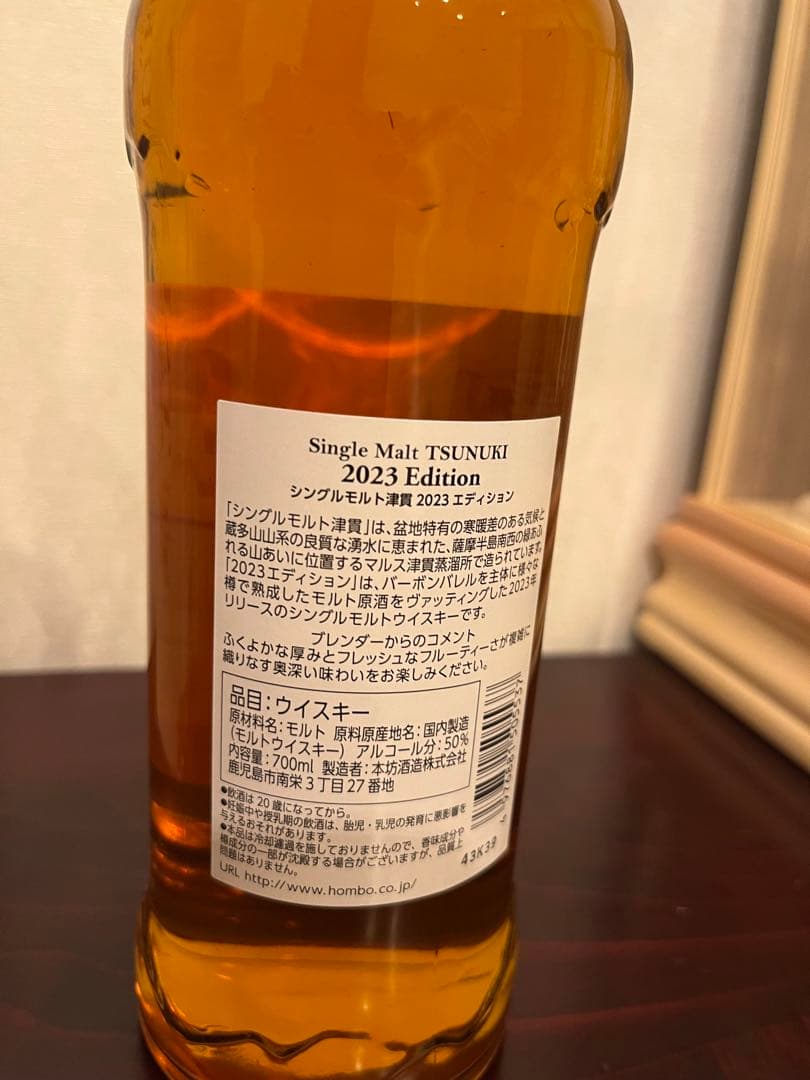 Single Malt TSUNUKI
2023 Edition
シングルモルト津貫 2023 エディション
「シングルモルト津貫」は、盆地特有の寒暖差のある気候と
蔵多山山系の良質な湧水に恵まれた、薩摩半島南西の緑あふ
れる山あいに位置するマルス津貫蒸溜所で造られています。
「2023エディション」は、バーボンバレルを主体に様々な
樽で熟成したモルト原酒をヴァッティングした2023年
リリースのシングルモルトウイスキーです。
ブレンダーからのコメント
ふくよかな厚みとフレッシュなフルーティーさが複雑に
織りなす奥深い味わいをお楽しみください。
品目：ウイスキー
原材料名：モルト 原料原産地名：国内製造
(モルトウイスキー) アルコール分：50%
内容量：700ml 製造者：本坊酒造株式会社
鹿児島市南栄3丁目27番地
●飲酒は20歳になってから。
●妊娠中や授乳期の飲酒は、胎児・乳児の発育に悪影響を
与えるおそれがあります。
●本品は冷却濾過を施しておりませんので、香味成分や
樽成分の一部が沈殿する場合がございますが、品質上
問題はありません。
URL http://www.hombo.co.jp/
43K39